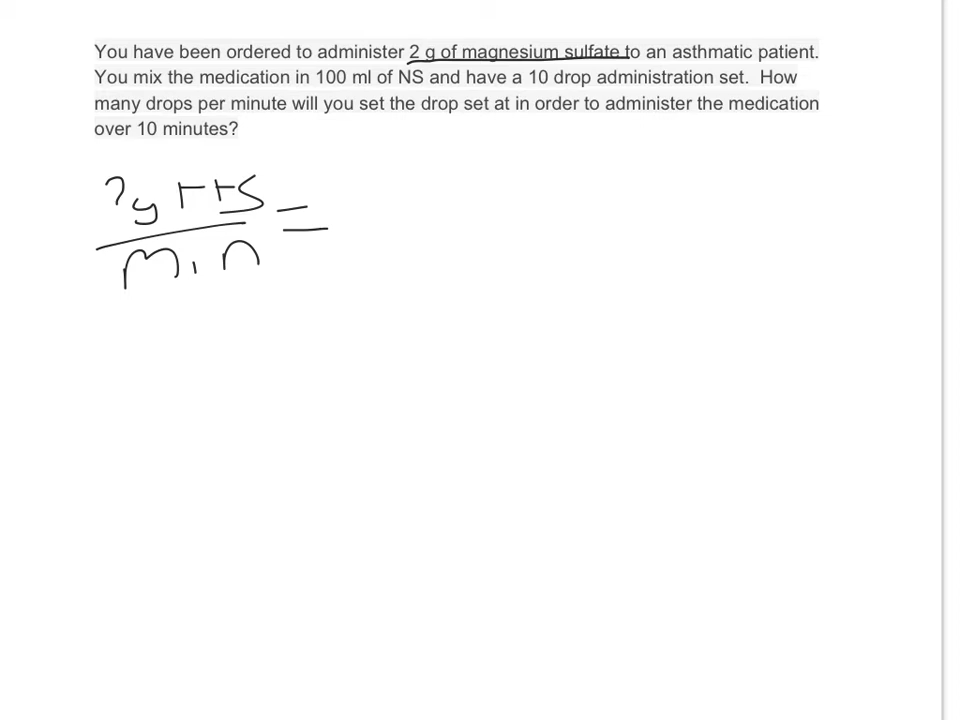 You have been ordered to administer 2 g of magnesium sulfate to an asthmatic patient.
You mix the medication in 100 ml of NS and have a 10 drop administration set.  How
many drops per minute will you set the drop set at in order to administer the medication
over 10 minutes?
? gtts =
min